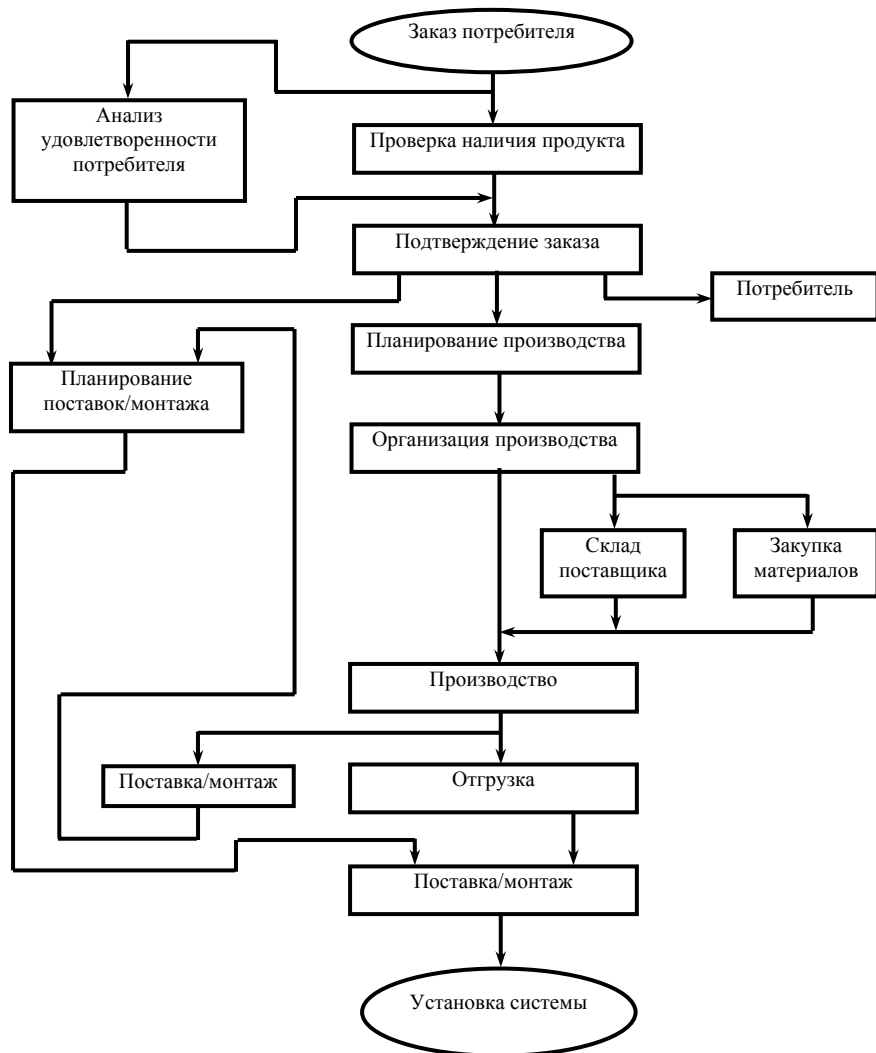 Заказ потребителя
Анализ
удовлетворенности
потребителя
Проверка наличия продукта
Подтверждение заказа
Потребитель
Планирование производства
Планирование
поставок/монтажа
Организация производства
Склад
поставщика
Закупка
материалов
Производство
Поставка/монтаж
Отгрузка
Поставка/монтаж
Установка системы